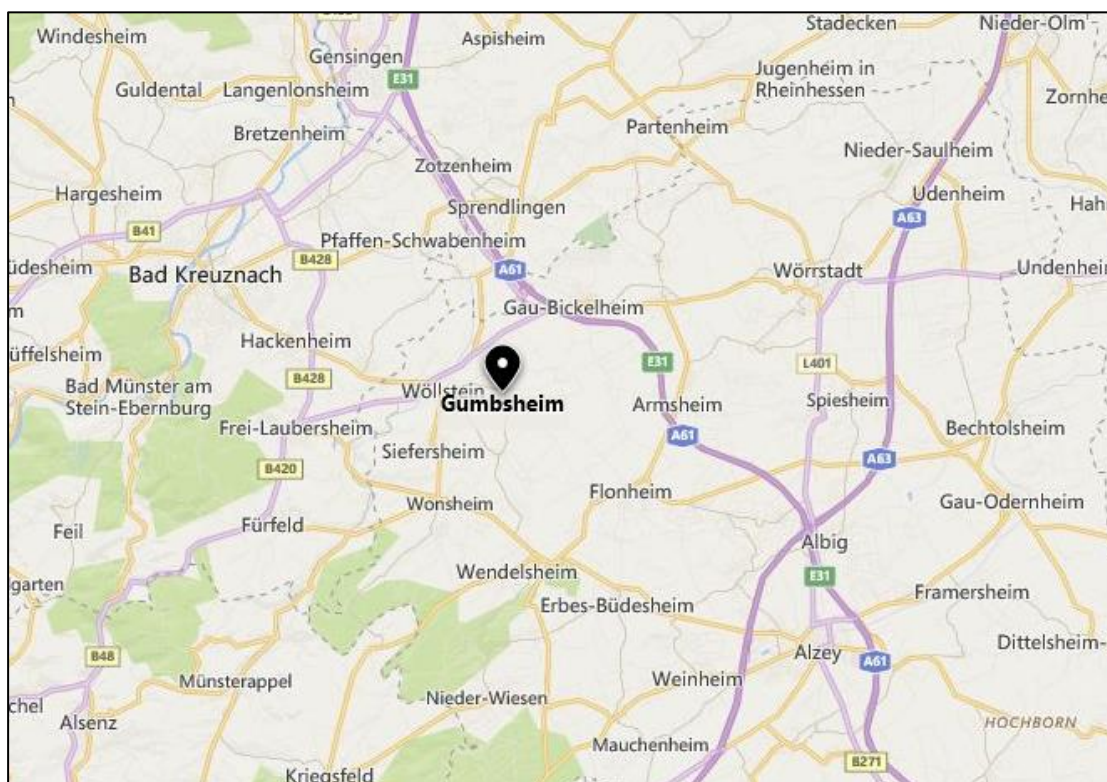 Windesheim
Aspisheim
Stadecken
Nieder-Olm
Gensingen
Jugenheim in
Rheinhessen
E31
Guldental
Langenlonsheim
Zornhe
Bretzenheim
Partenheim
Nieder-Saulheim
Zotzenheim
Hargesheim
Udenheim
Sprendlingen
Hah
A63
B41
Pfaffen-Schwabenheim
B428
üdesheim
Bad Kreuznach
A61
Wörrstadt
Undenhein
Gau-Bickelheim
m
Hackenheim
üffelsheim
E31
L401
B428
Bad Münster am
Stein-Ebernburg
Wöllstein
Gumbsheim
Armsheim
Spiesheim
Frei-Laubersheim
A61
Bechtolsheim
Siefersheim
A63
B420
Flonheim
Wonsheim
Gau-Odernheim
Feil
Fürfeld
Albig
Wendelsheim
E31
garten
Framersheim
Erbes-Büdesheim
Dittelsheim-
B48
Alzey
A61
Münsterappel
Weinheim
Nieder-Wiesen
chel
Alsenz
HOCHBORN
Mauchenheim
B271
Kriegsfeld